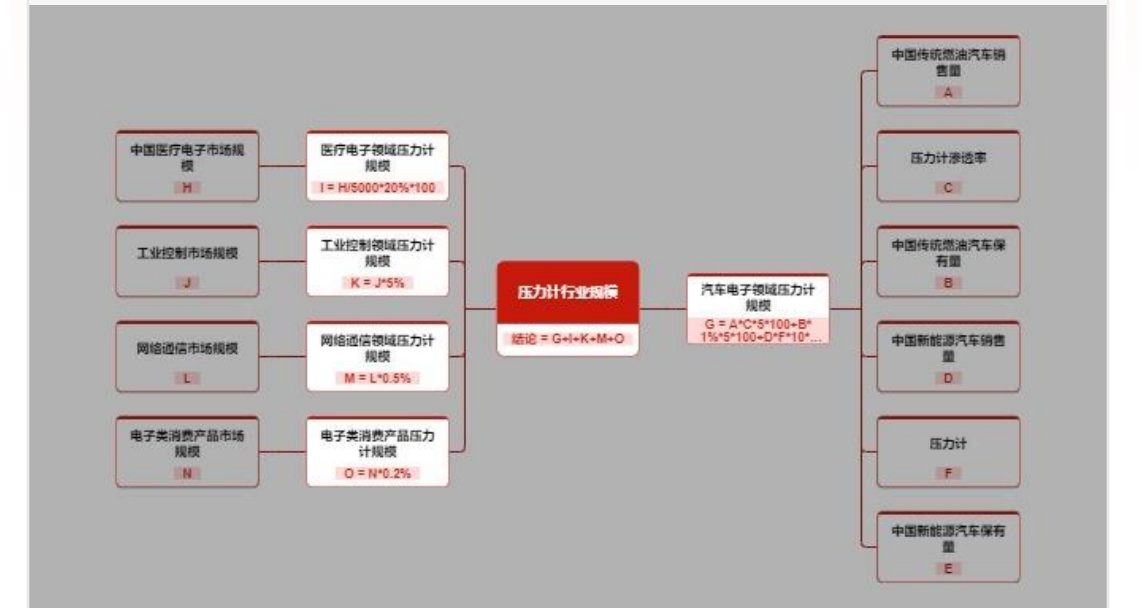 中国医疗电子市场规
模
H
医疗电子领域压力计
规模
I = H/5000*20%*100
工业控制市场规模
J
工业控制领域压力计
规模
K = J*5%
网络通信市场规模
L
网络通信领域压力计
规模
M = L*0.5%
电子类消费产品市场
规模
N
电子类消费产品压力
计规模
O = N*0.2%
压力计行业规模
结论 = G+I+K+M+O
汽车电子领域压力计
规模
G = A*C*5*100+B*
1%*5*100+D*F*10*...
中国传统燃油汽车销
售量
A
压力计渗透率
C
中国传统燃油汽车保
有量
B
中国新能源汽车销售
量
D
压力计
F
中国新能源汽车保有
量
E